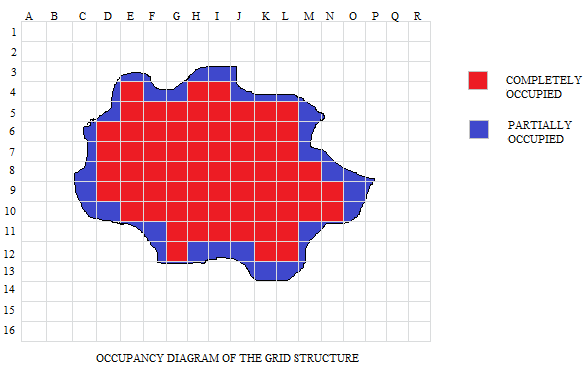 A B C D E F G H I J K L M N O P Q R
1
2
3
4
5
6
7
8
9
10
11
12
13
14
15
16
COMPLETELY
OCCUPIED
PARTIALLY
OCCUPIED
OCCUPANCY DIAGRAM OF THE GRID STRUCTURE